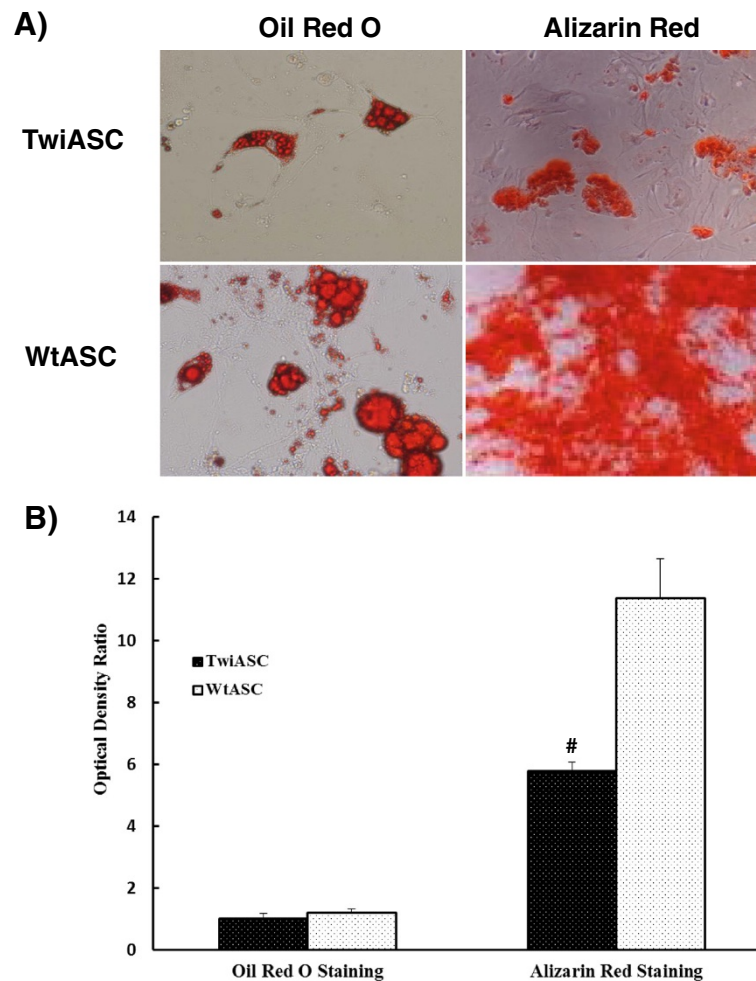 A)
Oil Red O Alizarin Red
TwiASC
WtASC
B)
14
12
10
8
6
4
2
0
Optical Density Ratio
TwiASC
WtASC
#
Oil Red O Staining Alizarin Red Staining